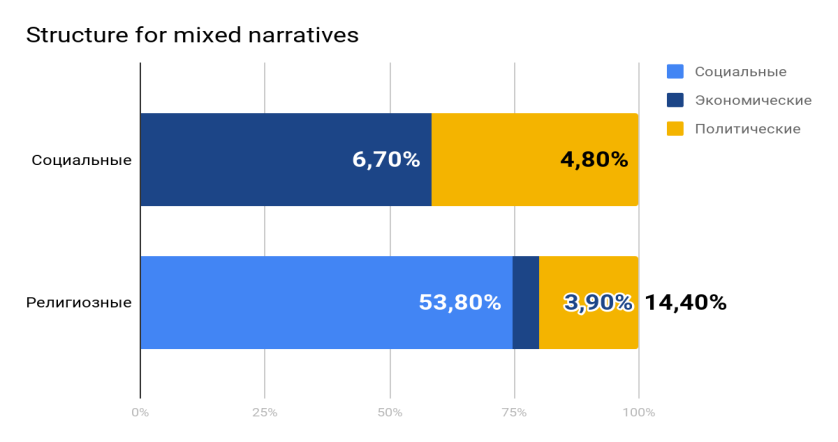 Structure for mixed narratives
Социальные
Экономические
Политические
Социальные
6,70%
4,80%
Религиозные
53,80%
3,90%
14,40%
0%
25%
50%
75%
100%